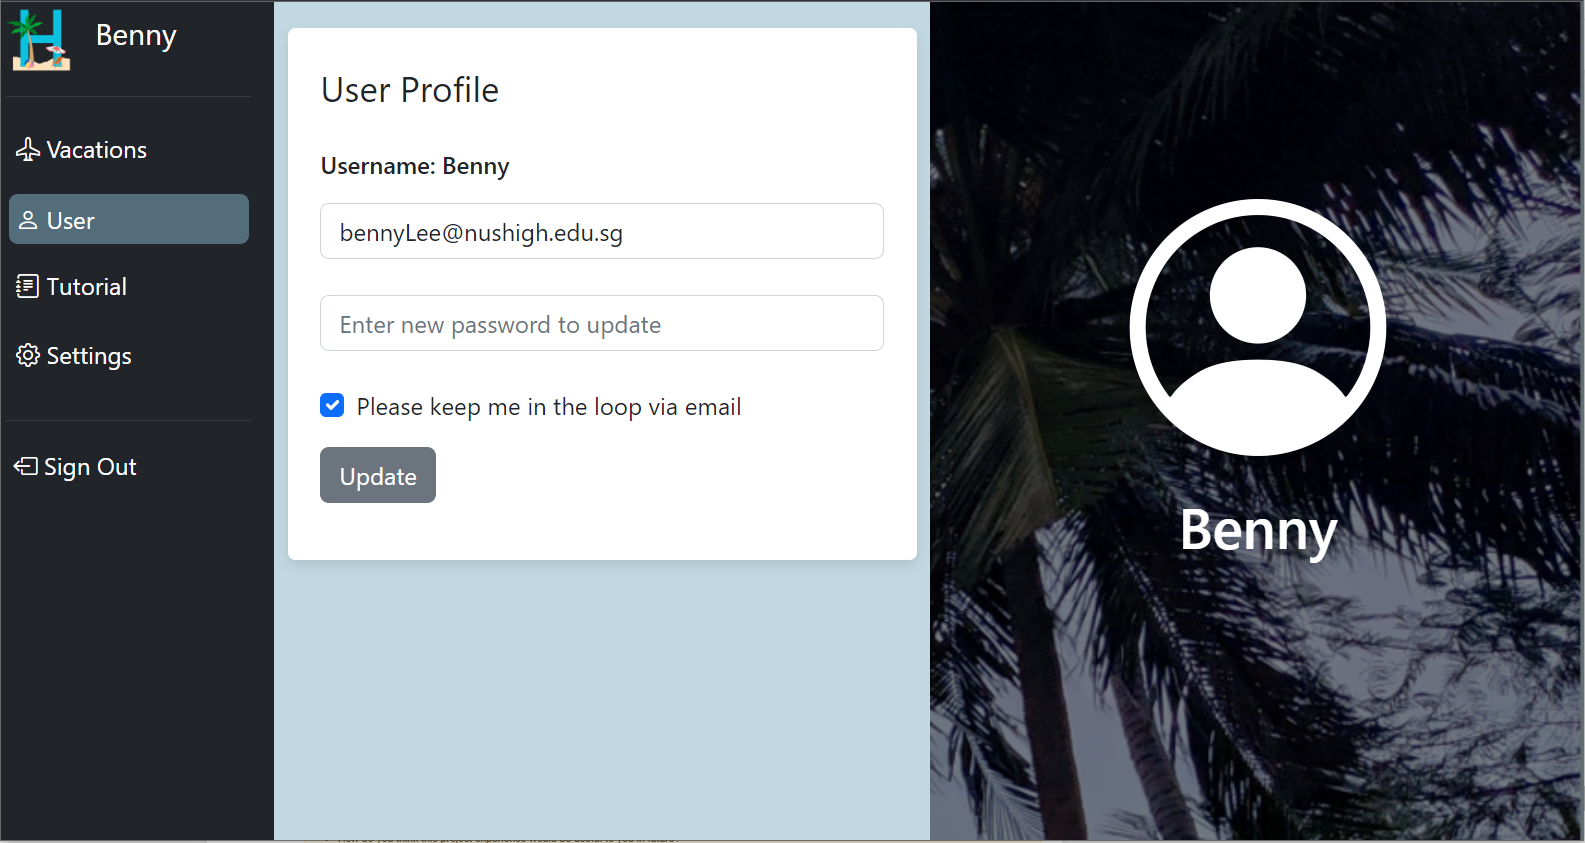 Benny
Vacations
User
Tutorial
Settings
Sign Out
User Profile
Username: Benny
bennyLee@nushigh.edu.sg
Enter new password to update
Please keep me in the loop via email
Update
Benny